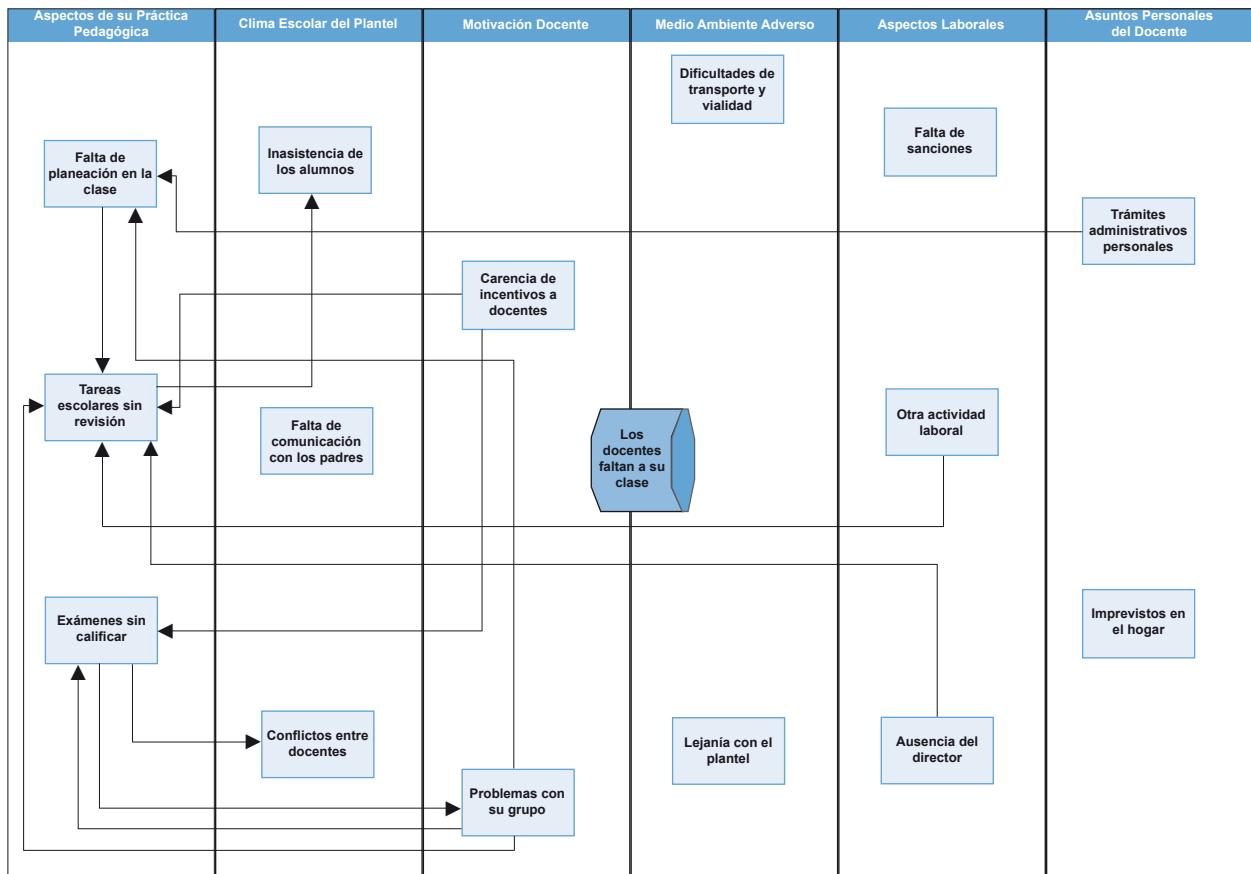 Aspectos de su Práctica
Pedagógica
Clima Escolar del Plantel
Motivación Docente
Medio Ambiente Adverso
Aspectos Laborales
Asuntos Personales
del Docente
Dificultades de
transporte y
vialidad
Falta de
sanciones
Inasistencia de
los alumnos
Falta de
planeación en la
clase
Trámites
administrativos
personales
Carencia de
incentivos a
docentes
Tareas
escolares sin
revisión
Falta de
comunicación
con los padres
Los
docentes
faltan a su
clase
Otra actividad
laboral
Exámenes sin
calificar
Imprevistos en
el hogar
Conflictos entre
docentes
Lejanía con el
plantel
Ausencia del
director
Problemas con
su grupo